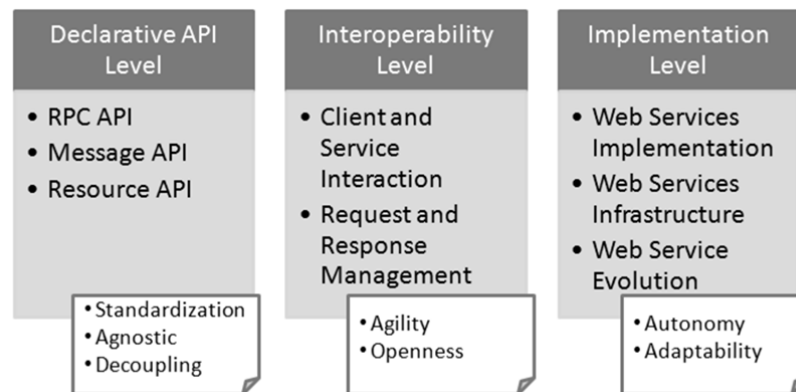 Declarative API
Level
• RPC API
• Message API
• Resource API
• Standardization
• Agnostic
• Decoupling
Interoperability
Level
• Client and
Service
Interaction
• Request and
Response
Management
• Agility
• Openness
Implementation
Level
• Web Services
Implementation
• Web Services
Infrastructure
• Web Service
Evolution
• Autonomy
• Adaptability